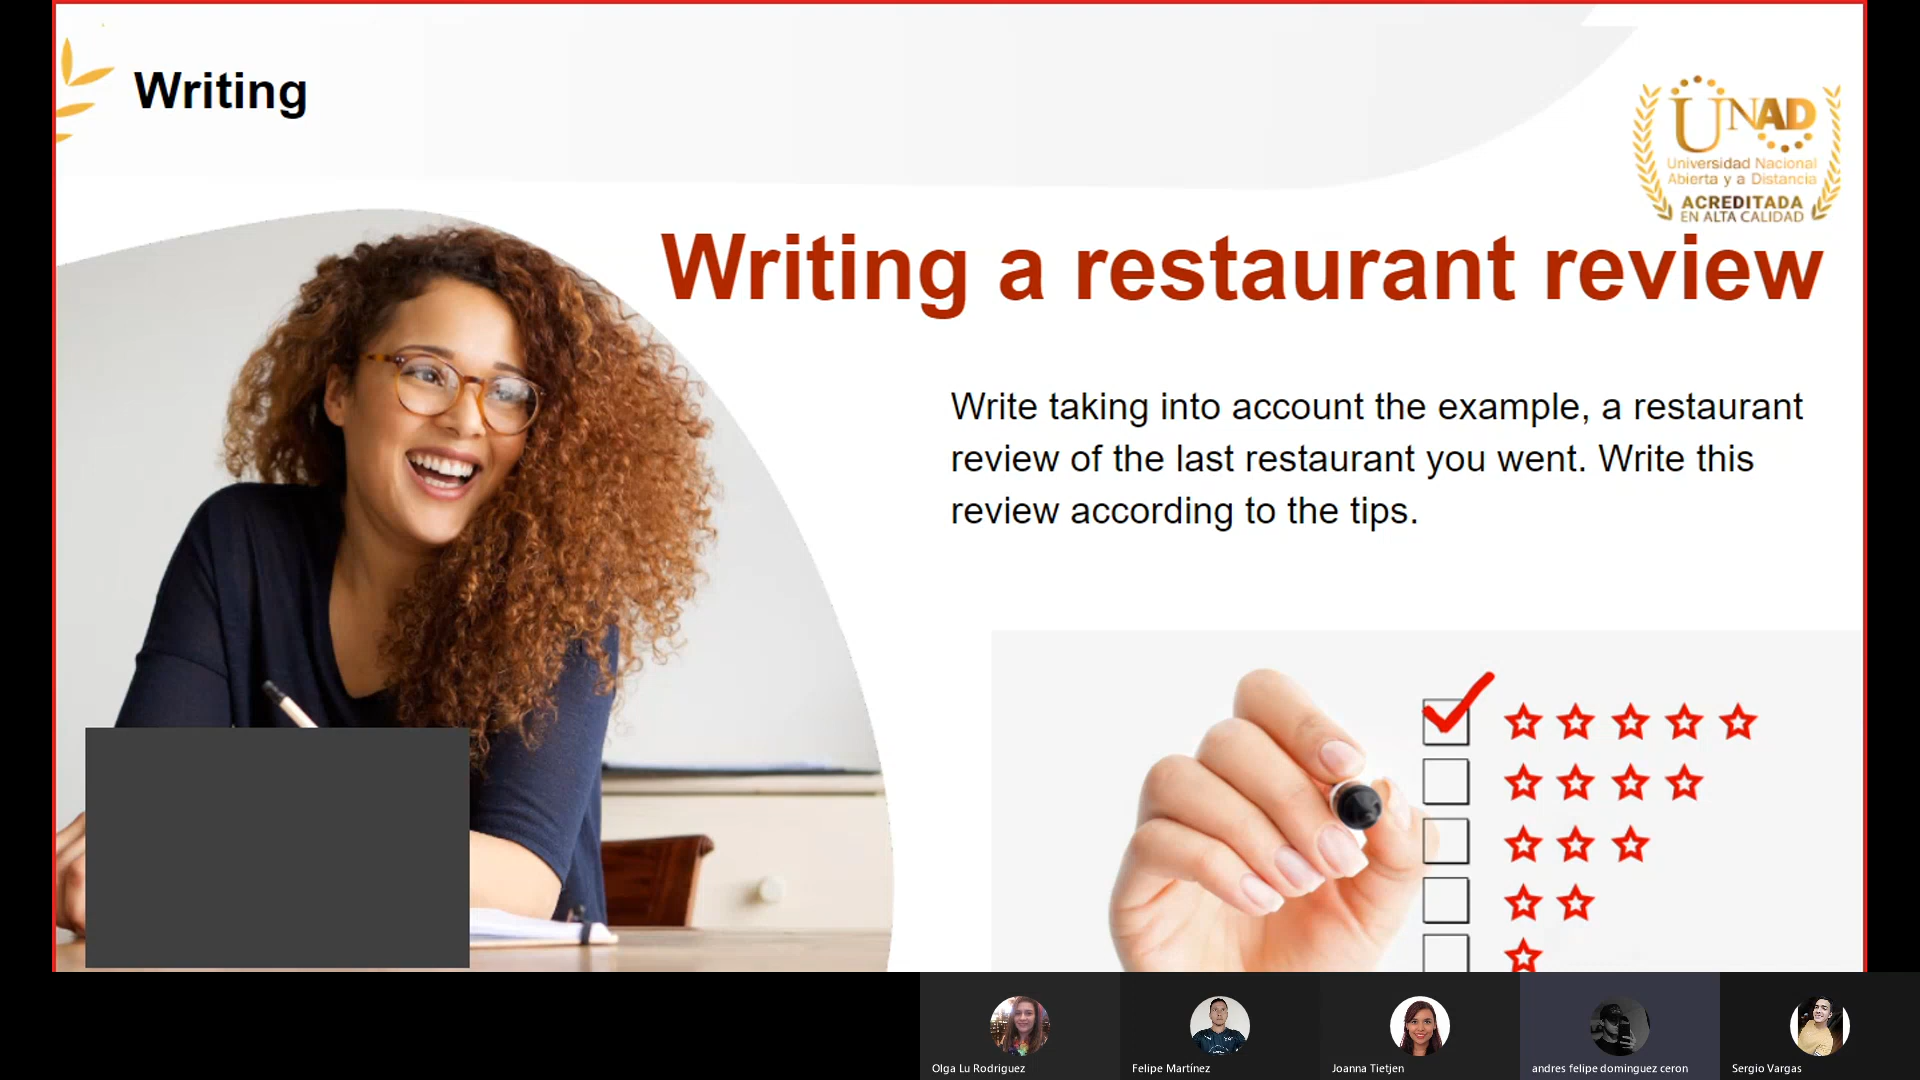 Writing
UNAD
Universidad Nacional
Abierta y a Distancia
ACREDITADA
EN ALTA CALIDAD
Writing a restaurant review
Write taking into account the example, a restaurant
review of the last restaurant you went. Write this
review according to the tips.
Olga Lu Rodriguez
Felipe Martínez
Joanna Tietjen
andres felipe dominguez ceron
Sergio Vargas